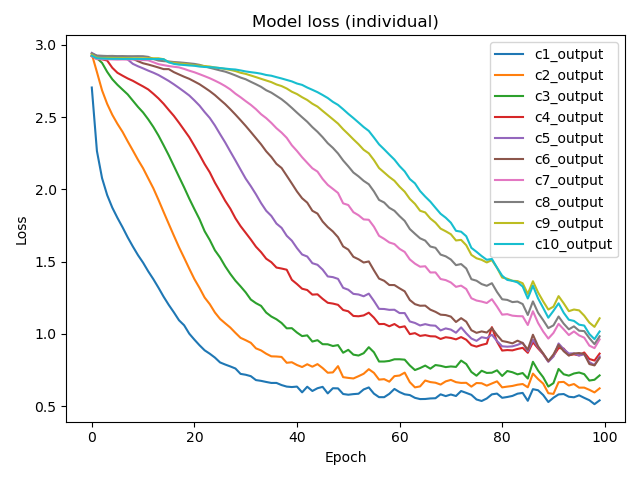 Model loss (individual)
c1_output
c2_output
c3_output
c4_output
c5_output
c6_output
c7_output
c8_output
c9_output
c10_output
Loss
3.0
2.5
2.0
1.5
1.0
0.5
0 20 40 60 80 100
Epoch